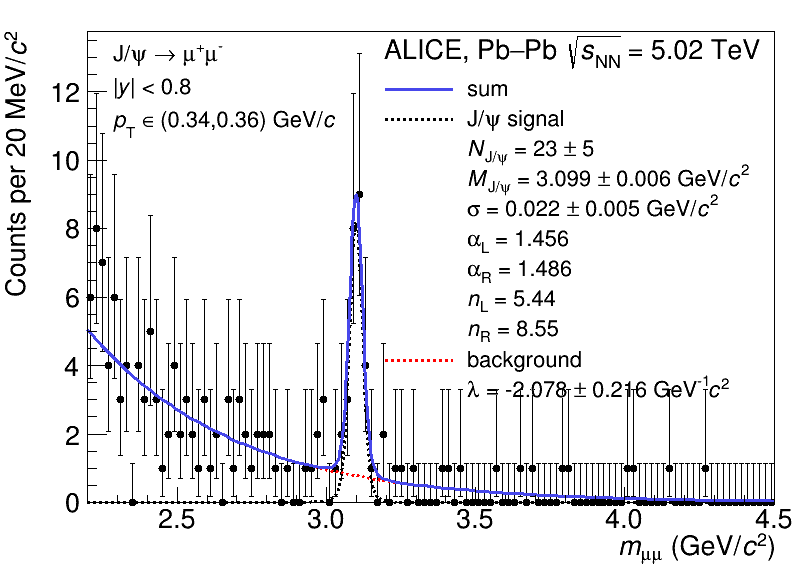 J/ψ → μ⁺μ⁻
|y| < 0.8
p_T ∈ (0.34,0.36) GeV/c
ALICE, Pb–Pb √s_NN = 5.02 TeV
sum
J/ψ signal
N_J/ψ = 23 ± 5
M_J/ψ = 3.099 ± 0.006 GeV/c²
σ = 0.022 ± 0.005 GeV/c²
α_L = 1.456
α_R = 1.486
n_L = 5.44
n_R = 8.55
background
λ = -2.078 ± 0.216 GeV⁻¹c²
Counts per 20 MeV/c²
12
10
8
6
4
2
0
2.5 3.0 3.5 4.0 4.5
m_μμ (GeV/c²)